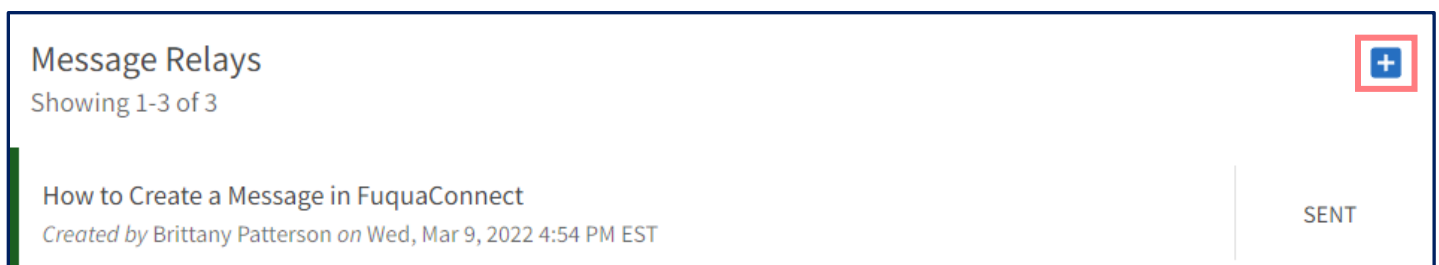 Message Relays
Showing 1-3 of 3
How to Create a Message in FuquaConnect
Created by Brittany Patterson on Wed, Mar 9, 2022 4:54 PM EST
SENT